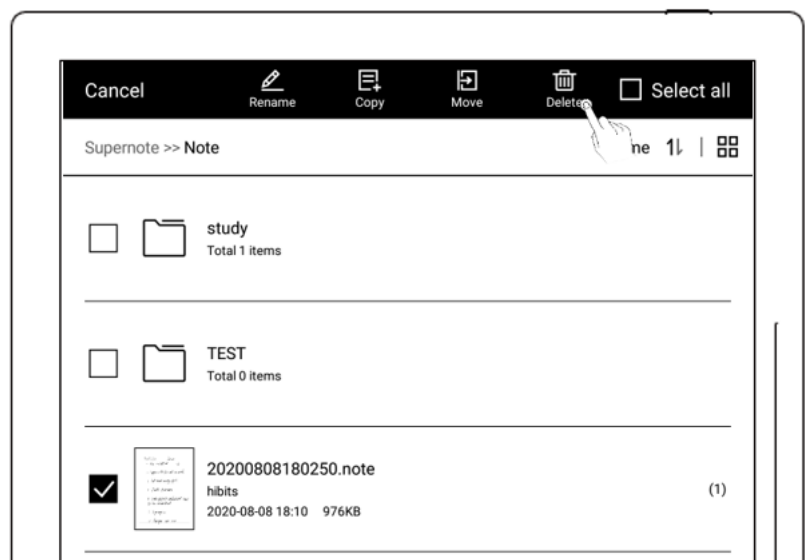 Cancel Rename Copy Move Delete Select all
Supernote >> Note
study
Total 1 items
TEST
Total 0 items
20200808180250.note
hibits
(1)
2020-08-08 18:10 976KB